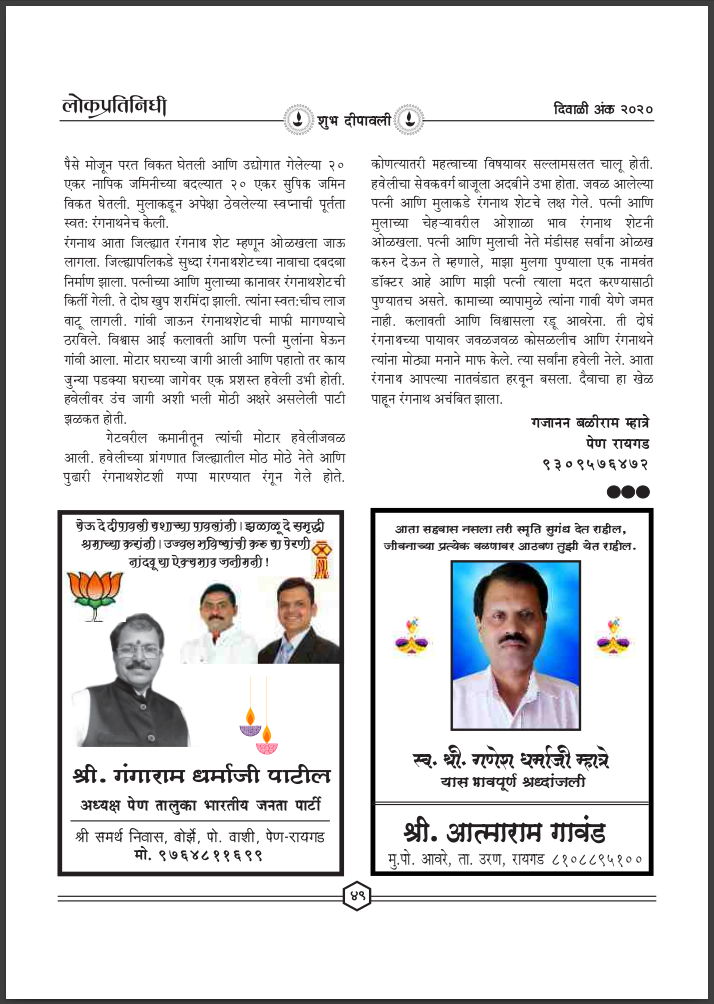 लोकप्रतिनिधी
शुभ दीपावली
दिवाळी अंक २०२०
पैसे मोजून परत विकत घेतली आणि उद्योगात गेलेल्या २०
एकर नापिक जमिनीच्या बदल्यात २० एकर सुपिक जमिन
विकत घेतली. मुलाकडून अपेक्षा ठेवलेल्या स्वप्नाची पूर्तता
स्वत: रंगनाथनेच केली.
रंगनाथ आता जिल्ह्यात रंगनाथ शेट म्हणून ओळखला जाऊ
लागला. जिल्ह्यापलिकडे सुध्दा रंगनाथशेटच्या नावाचा दबदबा
निर्माण झाला. पत्नीच्या आणि मुलाच्या कानावर रंगनाथशेटची
किर्ती गेली. ते दोघ खुप शरमिंदा झाली. त्यांना स्वत:चीच लाज
वाटू लागली. गांवी जाऊन रंगनाथशेटची माफी मागण्याचे
ठरविले. विश्वास आई कलावती आणि पत्नी मुलांना घेऊन
गांवी आला. मोटार घराच्या जागी आली आणि पहातो तर काय
जुन्या पडक्या घराच्या जागेवर एक प्रशस्त हवेली उभी होती.
हवेलीवर उंच जागी अशी भली मोठी अक्षरे असलेली पाटी
झळकत होती.
गेटवरील कमानीतून त्यांची मोटार हवेलीजवळ
आली. हवेलीच्या प्रांगणात जिल्ह्यातील मोठ मोठे नेते आणि
पुढारी रंगनाथशेटशी गप्पा मारण्यात रंगून गेले होते.
कोणत्यातरी महत्वाच्या विषयावर सल्लामसलत चालू होती.
हवेलीचा सेवकवर्ग बाजूला अदबीने उभा होता. जवळ आलेल्या
पत्नी आणि मुलाकडे रंगनाथ शेटचे लक्ष गेले. पत्नी आणि
मुलाच्या चेहऱ्यावरील ओशाळा भाव रंगनाथ शेटनी
ओळखला. पत्नी आणि मुलाची नेते मंडीसह सर्वांना ओळख
करुन देऊन ते म्हणाले, माझा मुलगा पुण्याला एक नामवंत
डॉक्टर आहे आणि माझी पत्नी त्याला मदत करण्यासाठी
पुण्यातच असते. कामाच्या व्यापामुळे त्यांना गावी येणे जमत
नाही. कलावती आणि विश्वासला रडू आवरेना. ती दोघं
रंगनाथच्या पायावर जवळजवळ कोसळलीच आणि रंगनाथने
त्यांना मोठ्या मनाने माफ केले. त्या सर्वांना हवेली नेले. आता
रंगनाथ आपल्या नातवंडात हरवून बसला. दैवाचा हा खेळ
पाहून रंगनाथ अचंबित झाला.
गजानन बळीराम म्हात्रे
पेण रायगड
९३०९५७६४७२
येऊ दे दीपावली यशाच्या पावलांनी । झळाळू दे समृद्धी
श्रमाच्या करांनी । उज्वल भविष्याची करु या पेरणी
नांदवू या ऐक्यभाव जनीमनी !
श्री. गंगाराम धर्माजी पाटील
अध्यक्ष पेण तालुका भारतीय जनता पार्टी
श्री समर्थ निवास, बोर्झे, पो. वाशी, पेण-रायगड
मो. ९७६४८११६९९
आता सहवास नसला तरी स्मृति सुगंध देत राहील,
जीवनाच्या प्रत्येक वळणावर आठवण तुझी येत राहील.
स्व. श्री. गणेश धर्माजी म्हात्रे
यास भावपूर्ण श्रध्दांजली
श्री. आत्माराम गावंड
मु.पो. आवरे, ता. उरण, रायगड ८१०८८९५१००
४९